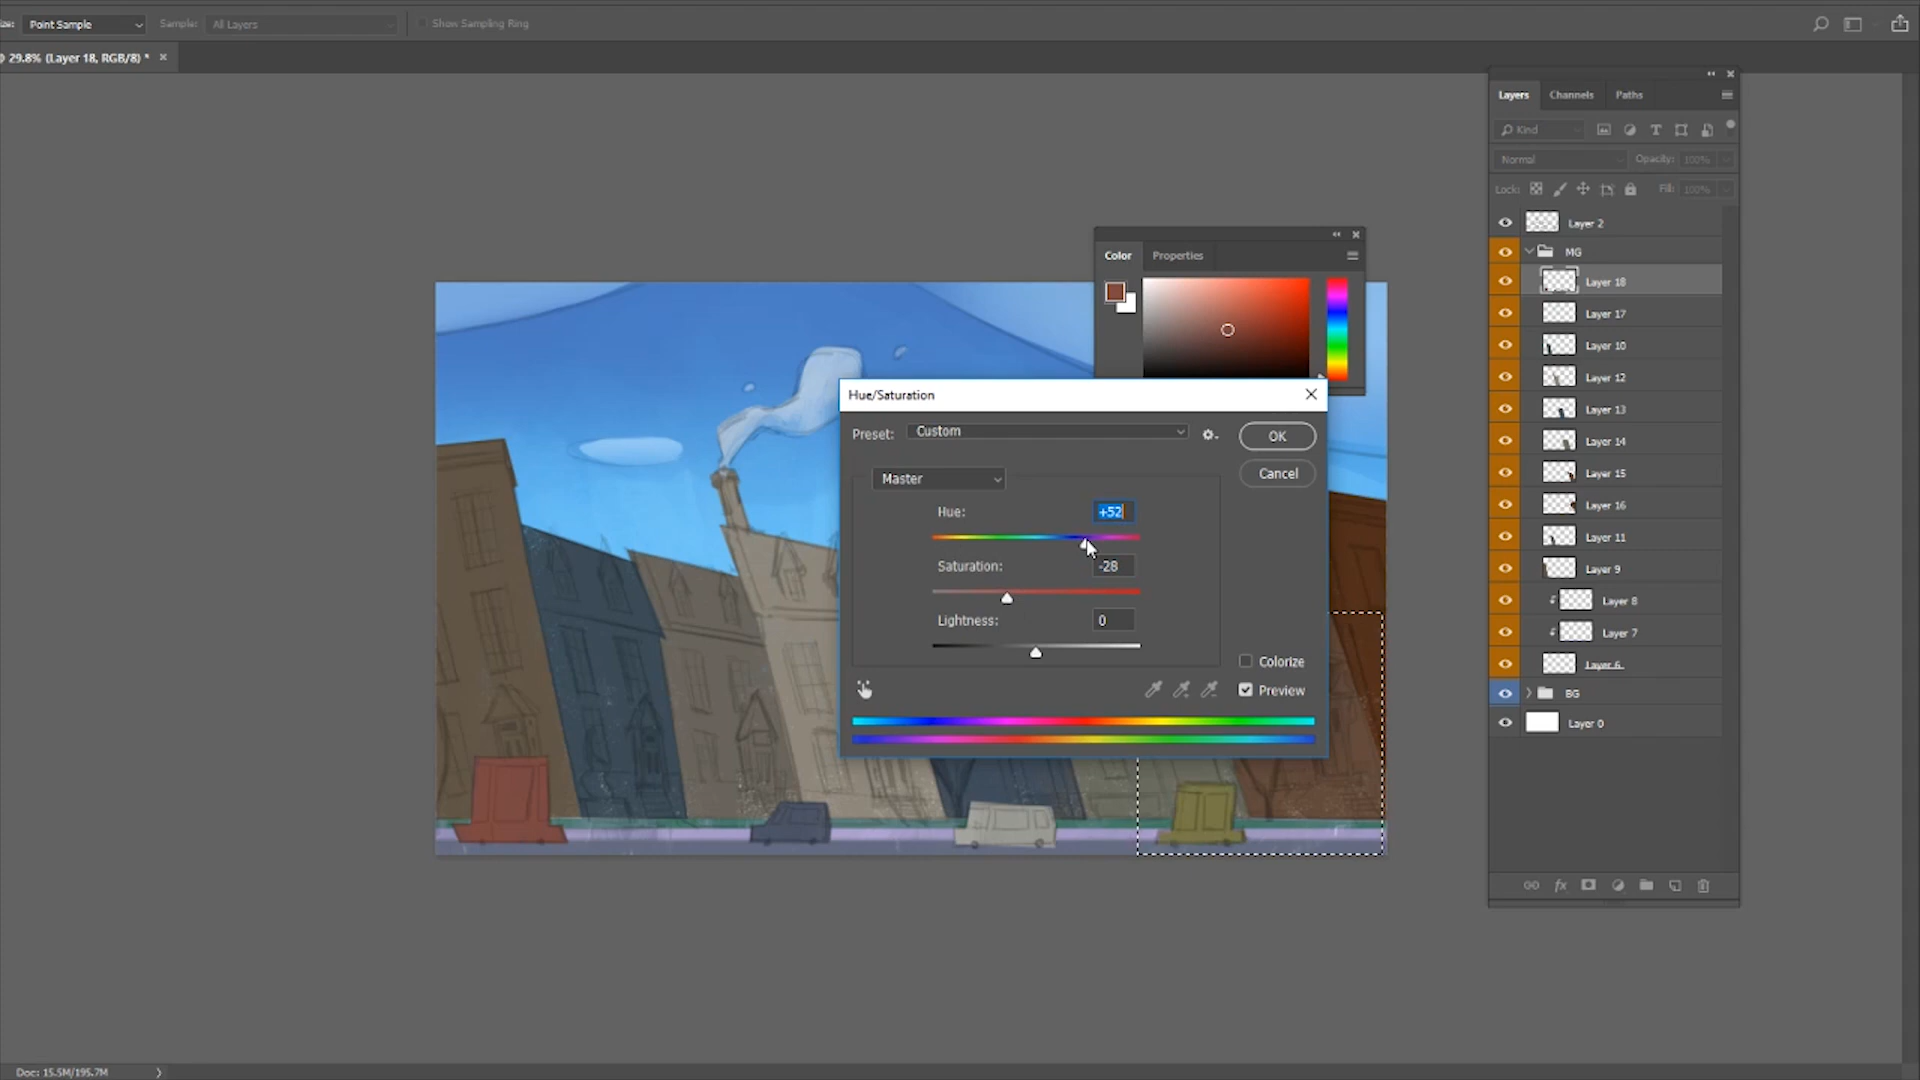 ize: Point Sample Sample: All Layers Show Sampling Ring
29.8% (Layer 18, RGB/8) *
Layers Channels Paths
Kind
Normal Opacity: 100%
Lock: Fill: 100%
Layer 2
MG
Layer 18
Layer 17
Layer 10
Layer 12
Layer 13
Layer 14
Layer 15
Layer 16
Layer 11
Layer 9
Layer 8
Layer 7
Layer 6
BG
Layer 0
Color Properties
Hue/Saturation
Preset: Custom
OK
Cancel
Master
Hue: +52
Saturation: -28
Lightness: 0
Colorize
Preview
Doc: 15.5M/195.7M